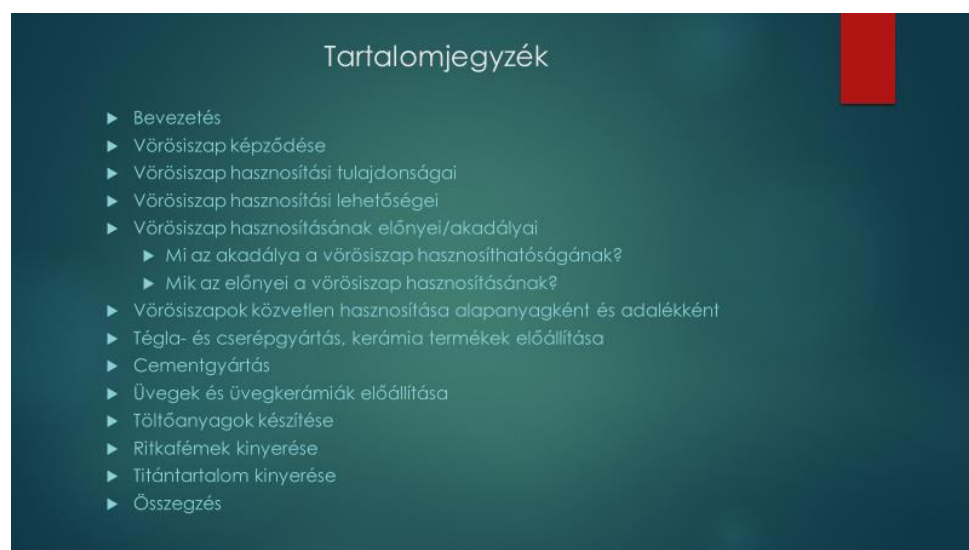 Tartalomjegyzék
Bevezetés
Vörösiszap képződése
Vörösiszap hasznosítási tulajdonságai
Vörösiszap hasznosítási lehetőségei
Vörösiszap hasznosításának előnyei/akadályai
Mi az akadálya a vörösiszap hasznosíthatóságának?
Mik az előnyei a vörösiszap hasznosításának?
Vörösiszapok közvetlen hasznosítása alapanyagként és adalékként
Tégla- és cserépgyártás, kerámia termékek előállítása
Cementgyártás
Üvegek és üvegkerámiák előállítása
Töltőanyagok készítése
Ritkafémek kinyerése
Titántartalom kinyerése
Összegzés